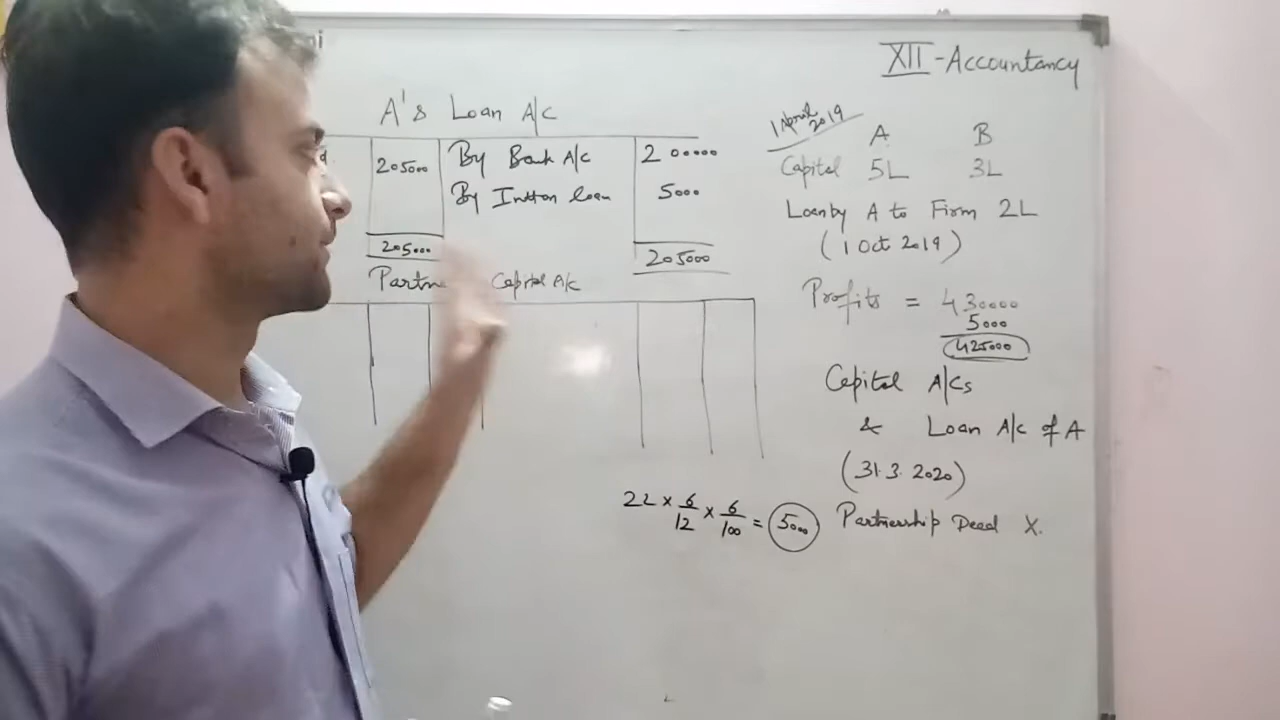 XII - Accountancy
A's Loan A/c
205000 By Bank A/c 200000
By Int on loan 5000
205000 205000
Capital A/c
1 April 2019
A B
Capital 5L 3L
Loan by A to Firm 2L
(1 Oct 2019)
Profits = 430000
5000
425000
Capital A/Cs
& Loan A/c of A
(31.3.2020)
2L × 6/12 × 6/100 = 5000
Partnership Deed X.